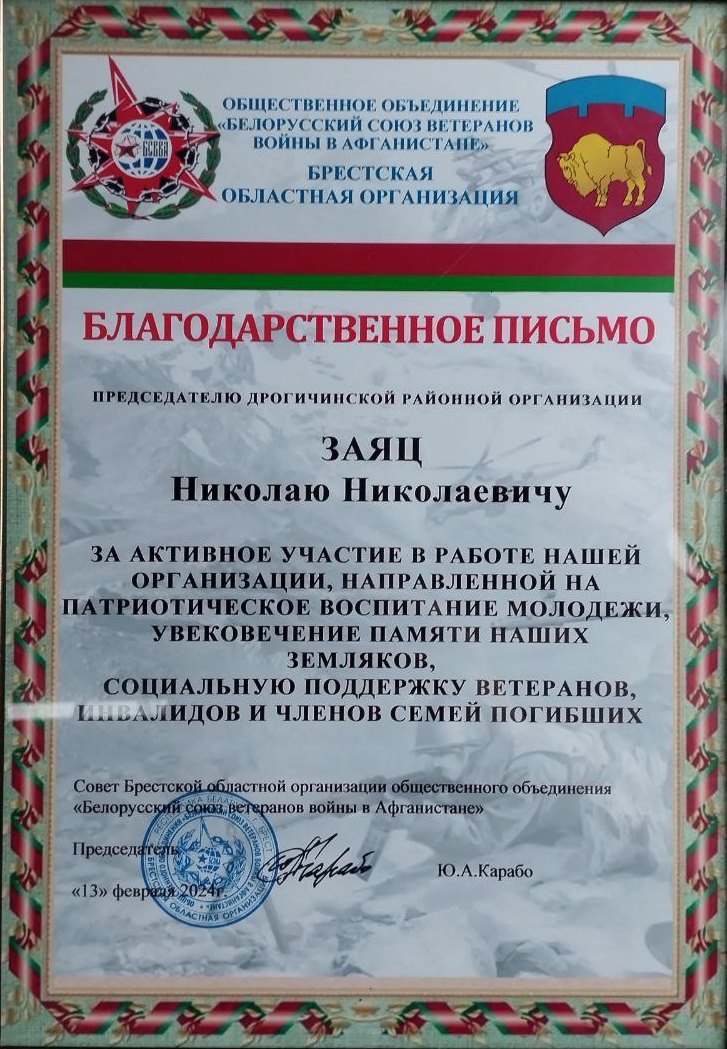 БСВВА
ОБЩЕСТВЕННОЕ ОБЪЕДИНЕНИЕ
«БЕЛОРУССКИЙ СОЮЗ ВЕТЕРАНОВ
ВОЙНЫ В АФГАНИСТАНЕ»
БРЕСТСКАЯ
ОБЛАСТНАЯ ОРГАНИЗАЦИЯ
БЛАГОДАРСТВЕННОЕ ПИСЬМО
ПРЕДСЕДАТЕЛЮ ДРОГИЧИНСКОЙ РАЙОННОЙ ОРГАНИЗАЦИИ
ЗАЯЦ
Николаю Николаевичу
ЗА АКТИВНОЕ УЧАСТИЕ В РАБОТЕ НАШЕЙ
ОРГАНИЗАЦИИ, НАПРАВЛЕННОЙ НА
ПАТРИОТИЧЕСКОЕ ВОСПИТАНИЕ МОЛОДЕЖИ,
УВЕКОВЕЧЕНИЕ ПАМЯТИ НАШИХ
ЗЕМЛЯКОВ,
СОЦИАЛЬНУЮ ПОДДЕРЖКУ ВЕТЕРАНОВ,
ИНВАЛИДОВ И ЧЛЕНОВ СЕМЕЙ ПОГИБШИХ
Совет Брестской областной организации общественного объединения
«Белорусский союз ветеранов войны в Афганистане»
Председатель
Ю.А.Карабо
«13» февраля 2024г.
ОБЛАСТНАЯ ОРГАНИЗАЦИЯ